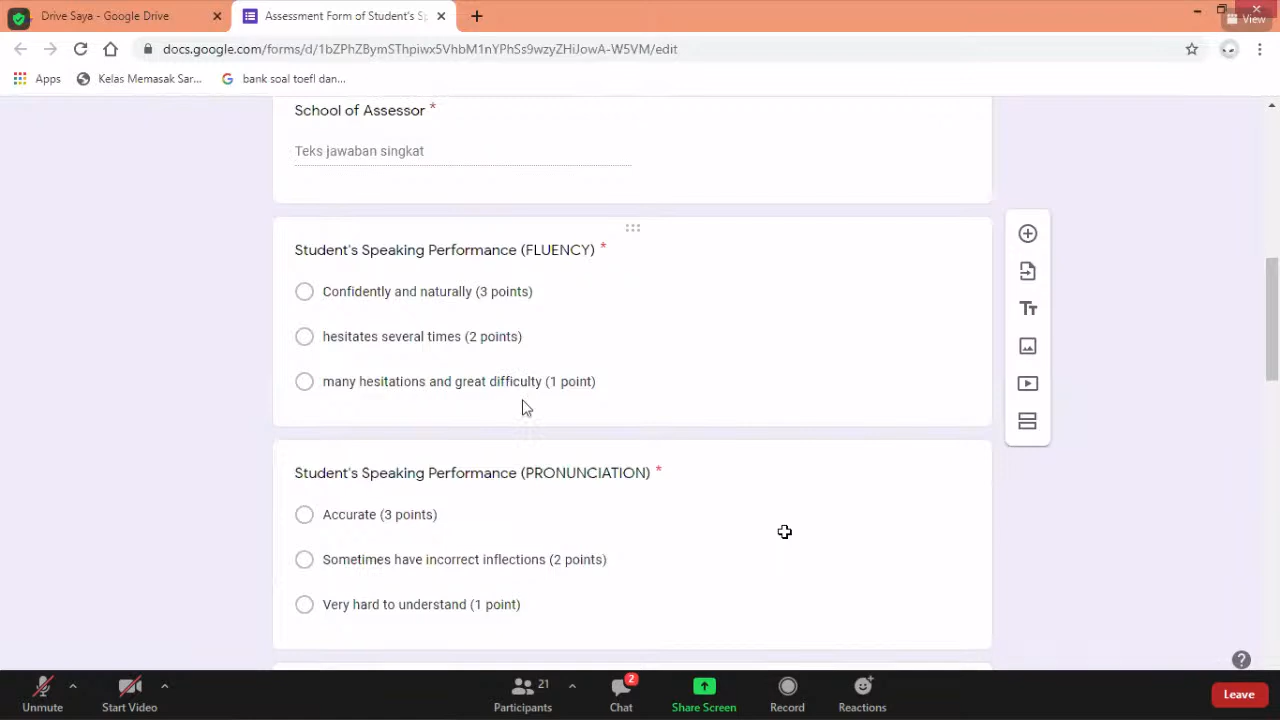 Drive Saya - Google Drive
Assessment Form of Student's Sp
View
docs.google.com/forms/d/1bZPhZBymSThpiwx5VhbM1nYPhSs9wzyZHiJowA-W5VM/edit
Apps
Kelas Memasak Sar...
bank soal toefl dan...
School of Assessor *
Teks jawaban singkat
Student's Speaking Performance (FLUENCY) *
Confidently and naturally (3 points)
hesitates several times (2 points)
many hesitations and great difficulty (1 point)
Student's Speaking Performance (PRONUNCIATION) *
Accurate (3 points)
Sometimes have incorrect inflections (2 points)
Very hard to understand (1 point)
Unmute
Start Video
Participants
21
Chat
2
Share Screen
Record
Reactions
Leave